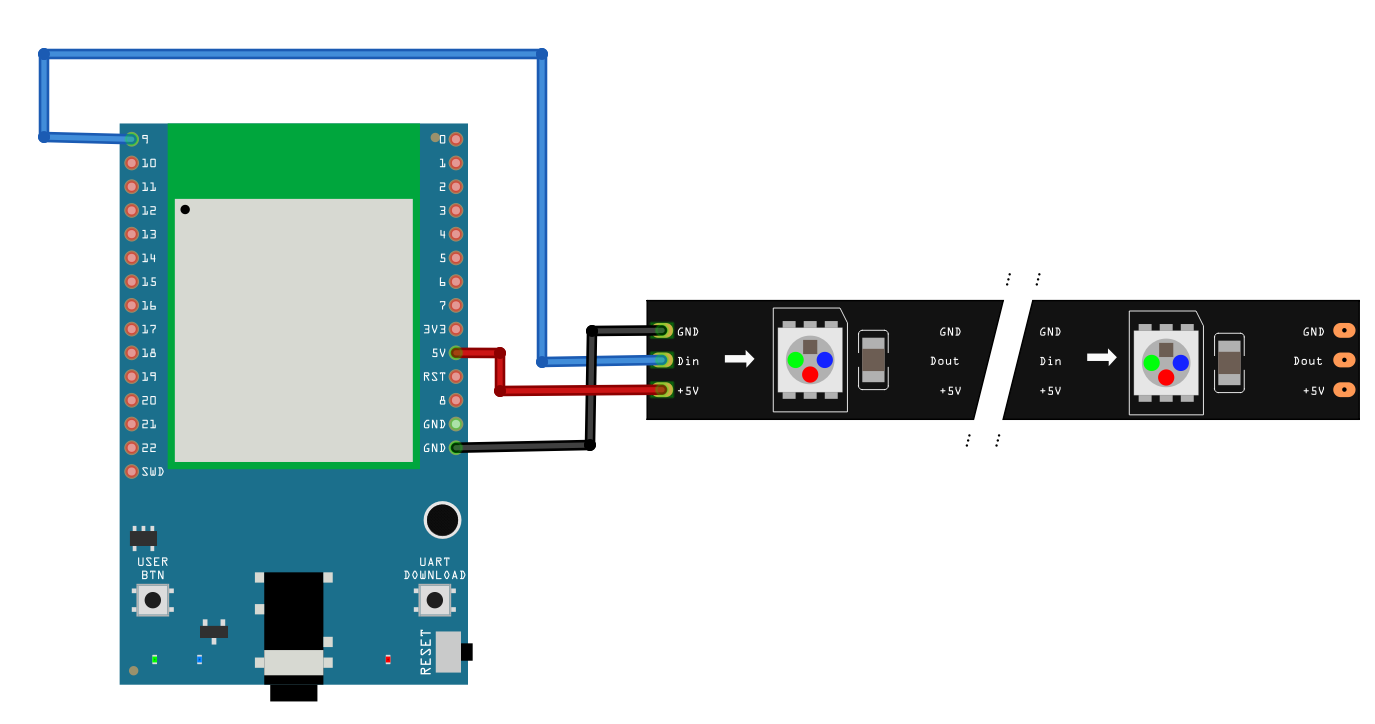 9
10
11
12
13
14
15
16
17
18
19
20
21
22
SWD
0
1
2
3
4
5
6
7
3V3
5V
RST
8
GND
GND
USER
BTN
UART
DOWNLOAD
RESET
GND
Din
+5V
GND
Dout
+5V
GND
Din
+5V
GND
Dout
+5V